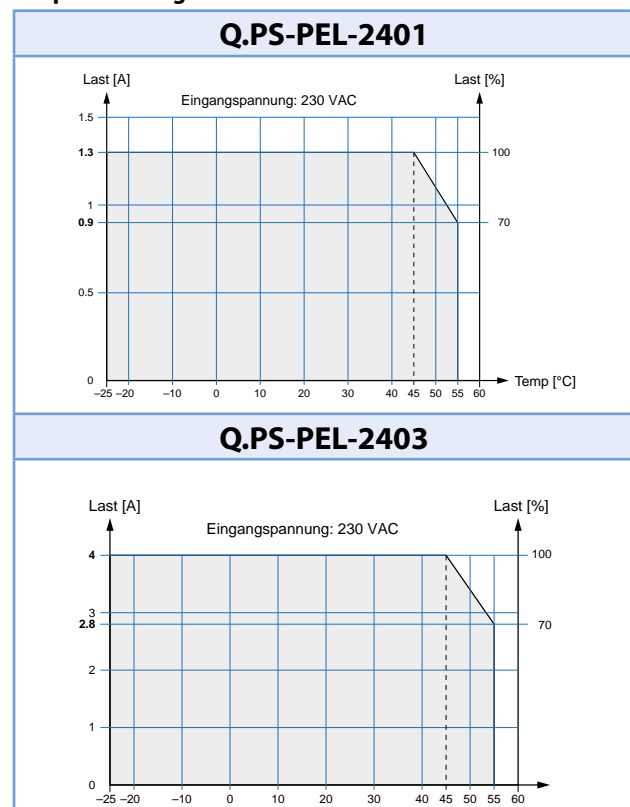 Q.PS-PEL-2401
Last [A]
Last [%]
Eingangspannung: 230 VAC
1.5
1.3
100
1
0.9
70
0.5
0
–25 –20 –10 0 10 20 30 40 45 50 55 60
Temp [°C]
Q.PS-PEL-2403
Last [A]
Last [%]
Eingangspannung: 230 VAC
4
100
3
2.8
70
2
1
0
–25 –20 –10 0 10 20 30 40 45 50 55 60